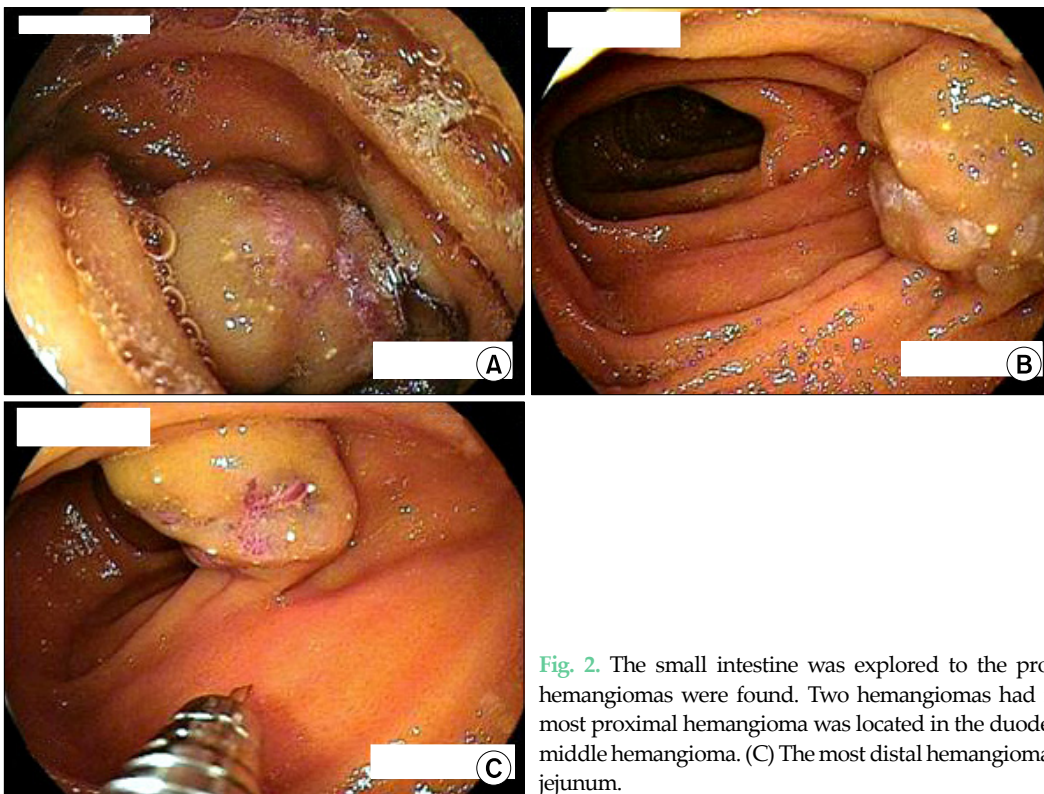 A
B
C
Fig. 2. The small intestine was explored to the pro
hemangiomas were found. Two hemangiomas had
most proximal hemangioma was located in the duode
middle hemangioma. (C) The most distal hemangioma
jejunum.